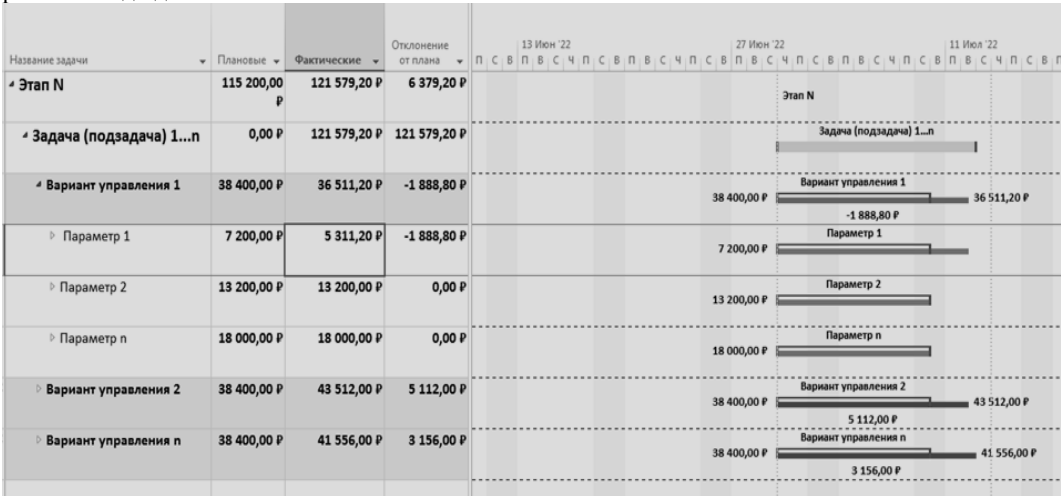 13 Июн '22 27 Июн '22 11 Июл '22
Отклонение
Название задачи Плановые Фактические от плана П С В П В С Ч П С В П В С Ч П С В П В С Ч П С В П В С Ч П С В П
Этап N 115 200,00 121 579,20 ₽ 6 379,20 ₽
₽ Этап N
Задача (подзадача) 1...n 0,00 ₽ 121 579,20 ₽ 121 579,20 ₽ Задача (подзадача) 1...n
Вариант управления 1 38 400,00 ₽ 36 511,20 ₽ -1 888,80 ₽ Вариант управления 1
38 400,00 ₽ 36 511,20 ₽
-1 888,80 ₽
Параметр 1 7 200,00 ₽ 5 311,20 ₽ -1 888,80 ₽ Параметр 1
7 200,00 ₽
Параметр 2 13 200,00 ₽ 13 200,00 ₽ 0,00 ₽ Параметр 2
13 200,00 ₽
Параметр n 18 000,00 ₽ 18 000,00 ₽ 0,00 ₽ Параметр n
18 000,00 ₽
Вариант управления 2 38 400,00 ₽ 43 512,00 ₽ 5 112,00 ₽ Вариант управления 2
38 400,00 ₽ 43 512,00 ₽
5 112,00 ₽
Вариант управления n 38 400,00 ₽ 41 556,00 ₽ 3 156,00 ₽ Вариант управления n
38 400,00 ₽ 41 556,00 ₽
3 156,00 ₽